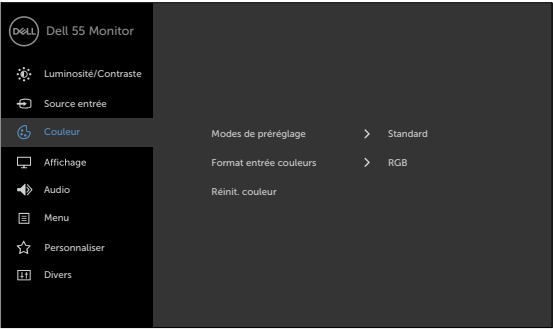 DELL Dell 55 Monitor
Luminosité/Contraste
Source entrée
Couleur
Modes de préréglage > Standard
Affichage
Format entrée couleurs > RGB
Audio
Réinit. couleur
Menu
Personnaliser
Divers